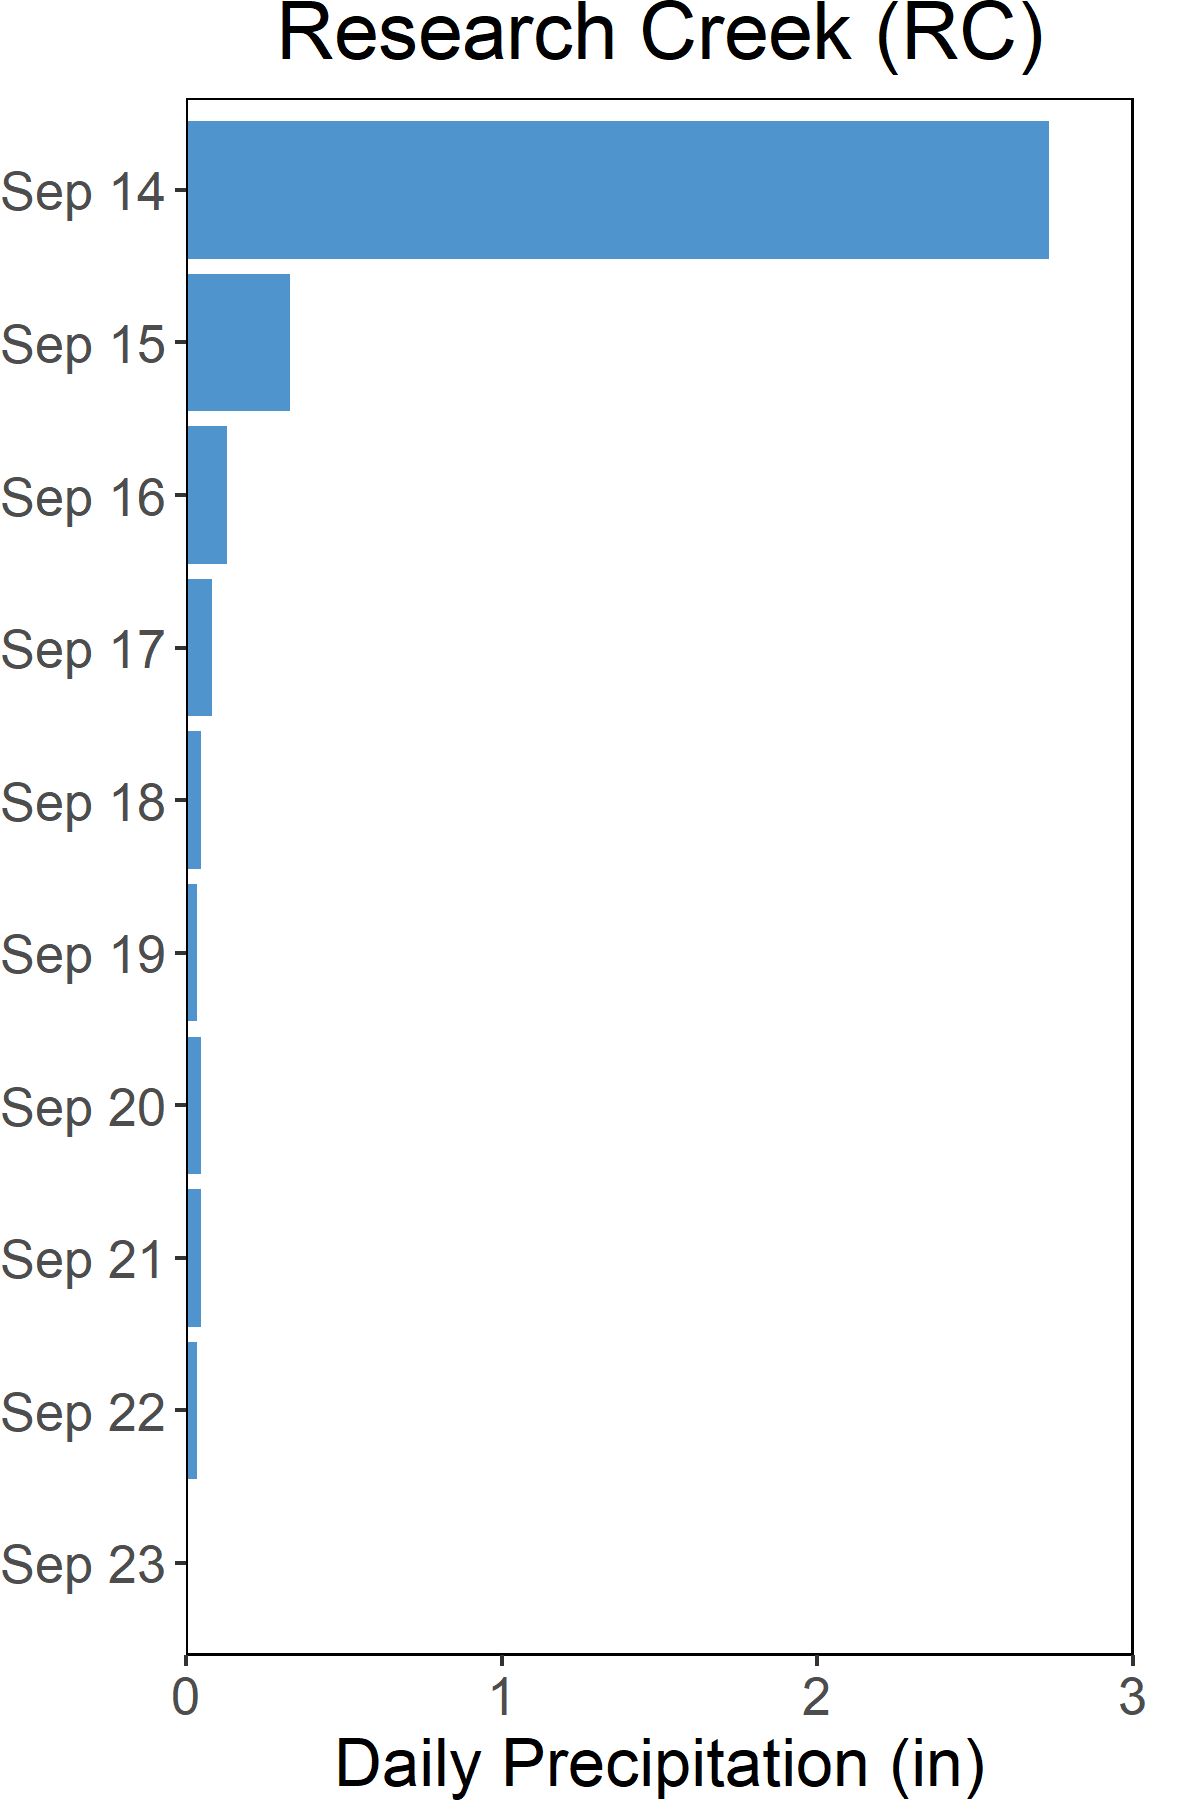 Research Creek (RC)
Sep 14
Sep 15
Sep 16
Sep 17
Sep 18
Sep 19
Sep 20
Sep 21
Sep 22
Sep 23
0 1 2 3
Daily Precipitation (in)